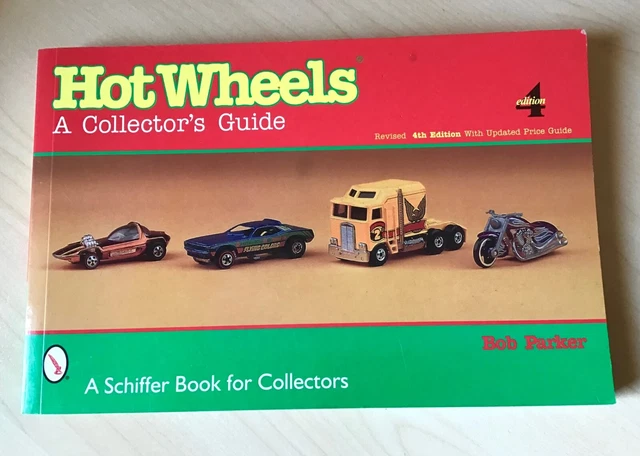 Hot Wheels
A Collector's Guide
4
edition
Revised 4th Edition With Updated Price Guide
Bob Parker
A Schiffer Book for Collectors